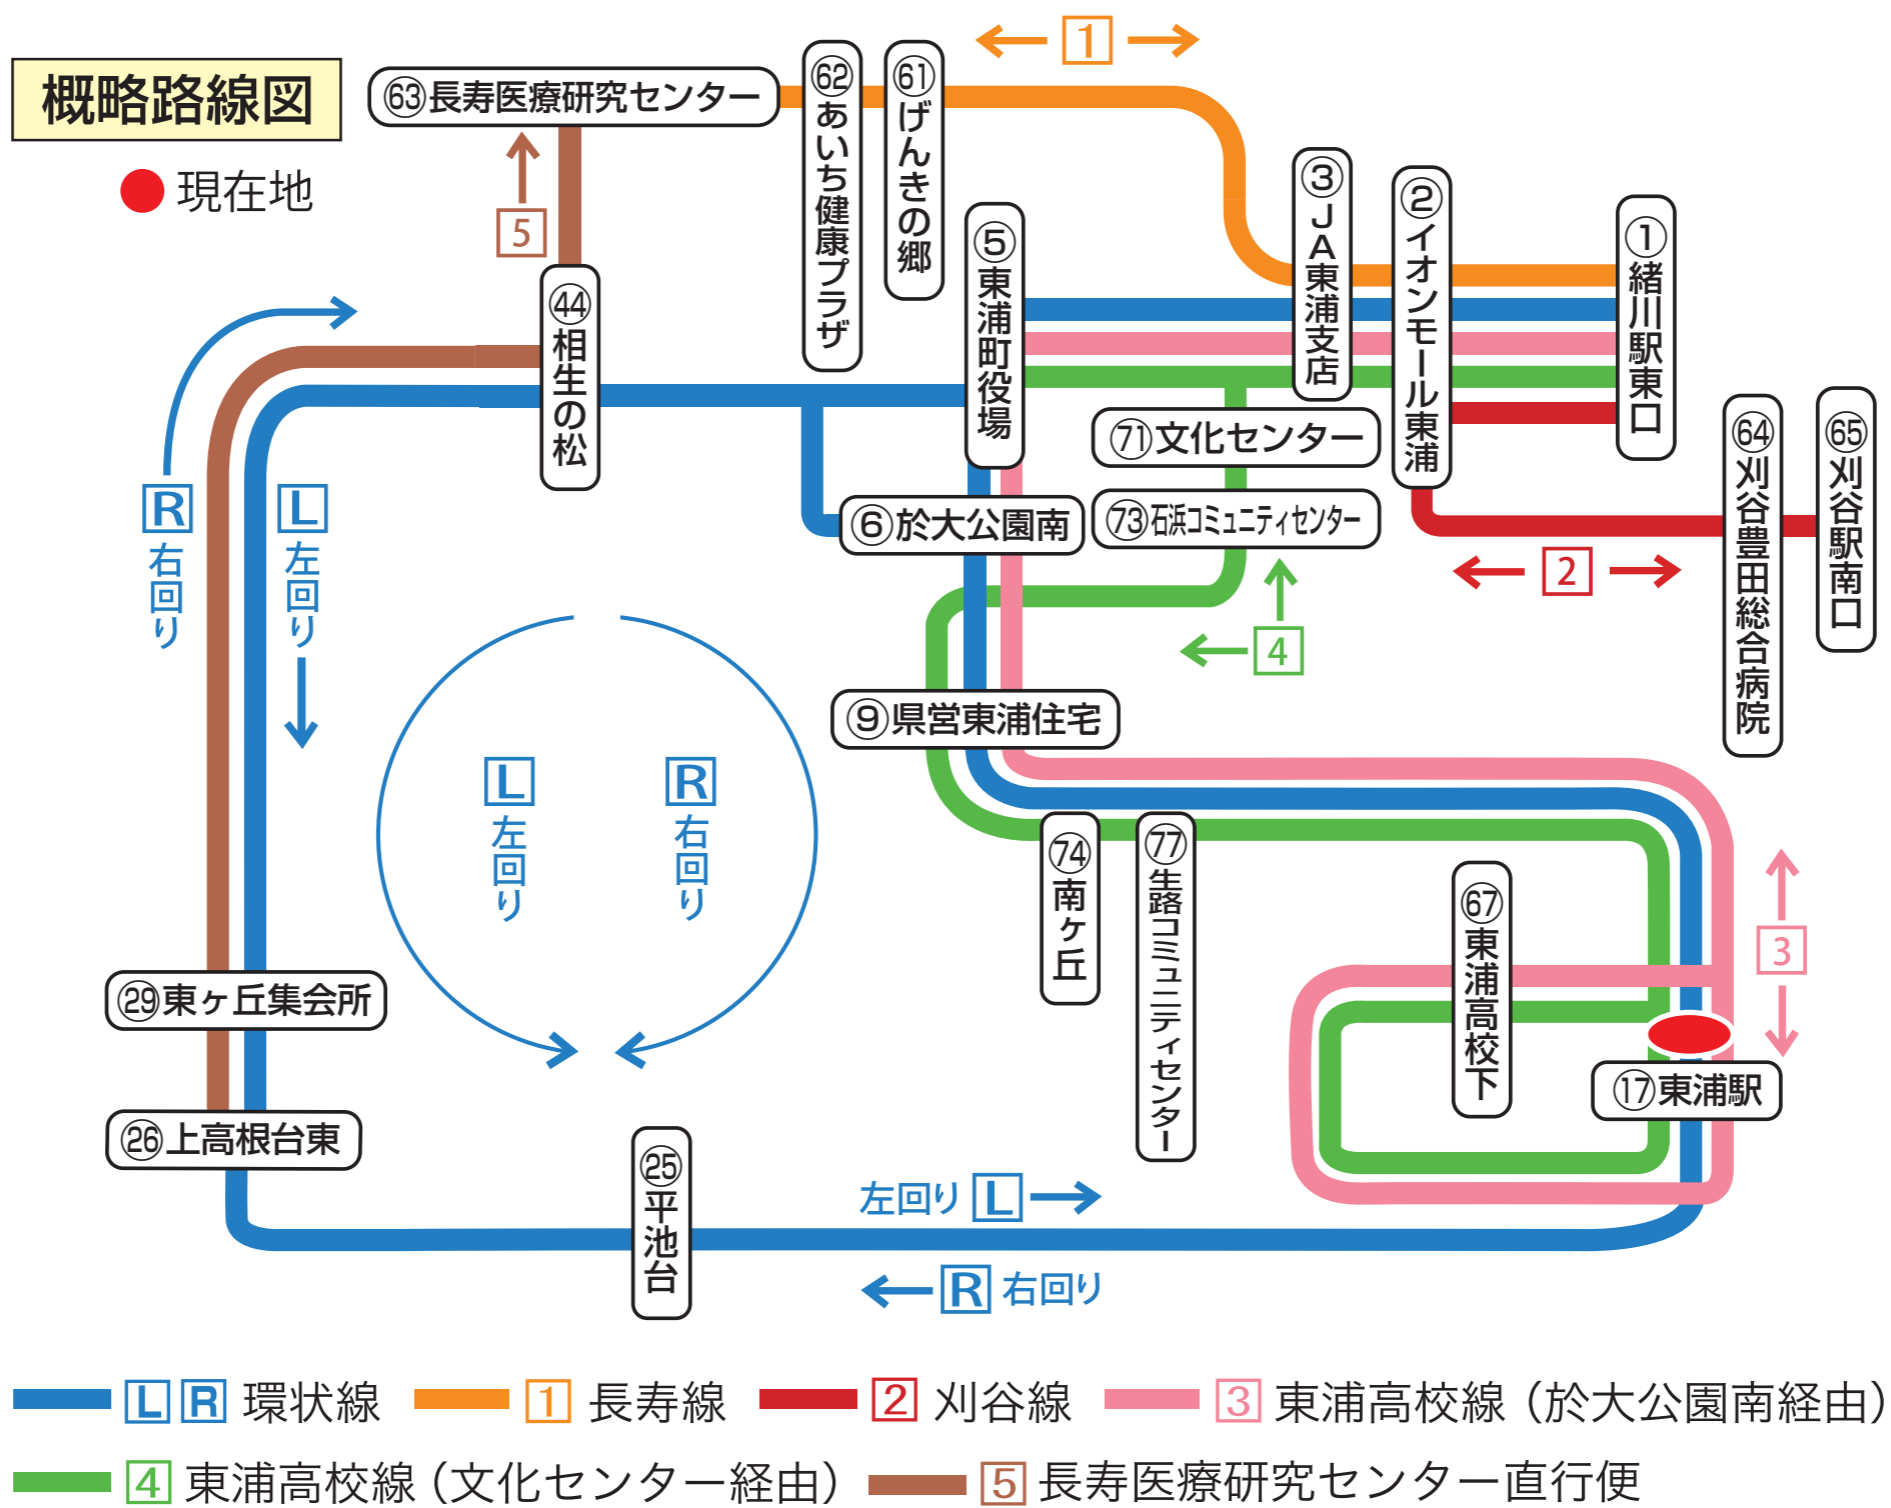 概略路線図
現在地
1
63長寿医療研究センター
62あいち健康プラザ
61げんきの郷
5
3JA東浦支店
2イオンモール東浦
1緒川駅東口
5東浦町役場
44相生の松
71文化センター
64刈谷豊田総合病院
65刈谷駅南口
R
右回り
L
左回り
6於大公園南
73石浜コミュニティセンター
2
4
9県営東浦住宅
L
左回り
R
右回り
74南ヶ丘
77生路コミュニティセンター
67東浦高校下
3
29東ヶ丘集会所
17東浦駅
26上高根台東
25平池台
左回り L
R 右回り
L R 環状線 1 長寿線 2 刈谷線 3 東浦高校線（於大公園南経由）
4 東浦高校線（文化センター経由） 5 長寿医療研究センター直行便